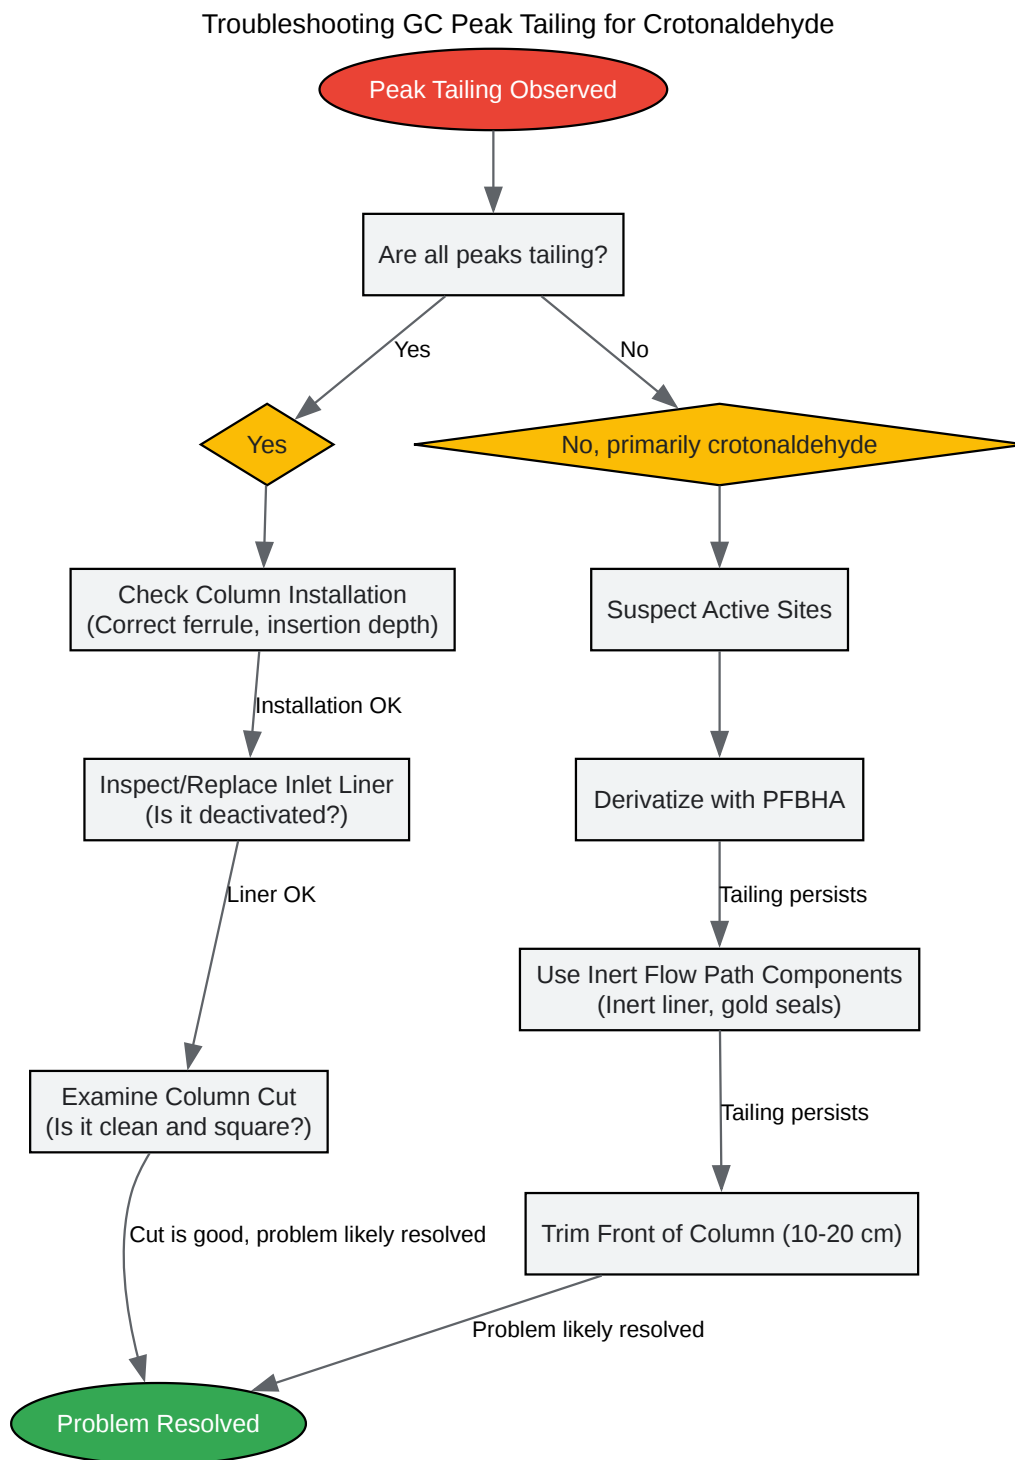 Troubleshooting GC Peak Tailing for Crotonaldehyde
Peak Tailing Observed
Are all peaks tailing?
Yes
No
Yes
No, primarily crotonaldehyde
Check Column Installation
(Correct ferrule, insertion depth)
Suspect Active Sites
Installation OK
Inspect/Replace Inlet Liner
(Is it deactivated?)
Derivatize with PFBHA
Liner OK
Tailing persists
Use Inert Flow Path Components
(Inert liner, gold seals)
Examine Column Cut
(Is it clean and square?)
Tailing persists
Cut is good, problem likely resolved
Trim Front of Column (10-20 cm)
Problem likely resolved
Problem Resolved